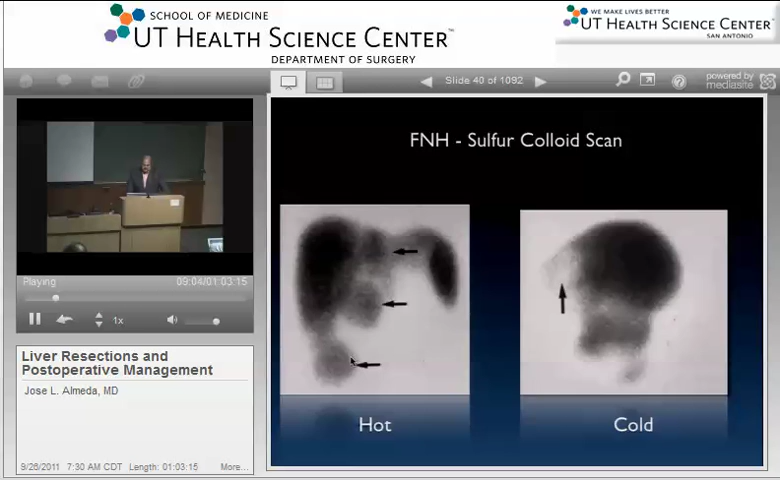 SCHOOL OF MEDICINE
UT HEALTH SCIENCE CENTER™
DEPARTMENT OF SURGERY
WE MAKE LIVES BETTER
UT HEALTH SCIENCE CENTER
SAN ANTONIO
Slide 40 of 1092
powered by
mediasite
FNH - Sulfur Colloid Scan
Hot
Cold
Playing
09:04/01:03:15
1x
Liver Resections and
Postoperative Management
Jose L. Almeda, MD
9/26/2011 7:30 AM CDT Length: 01:03:15 More...